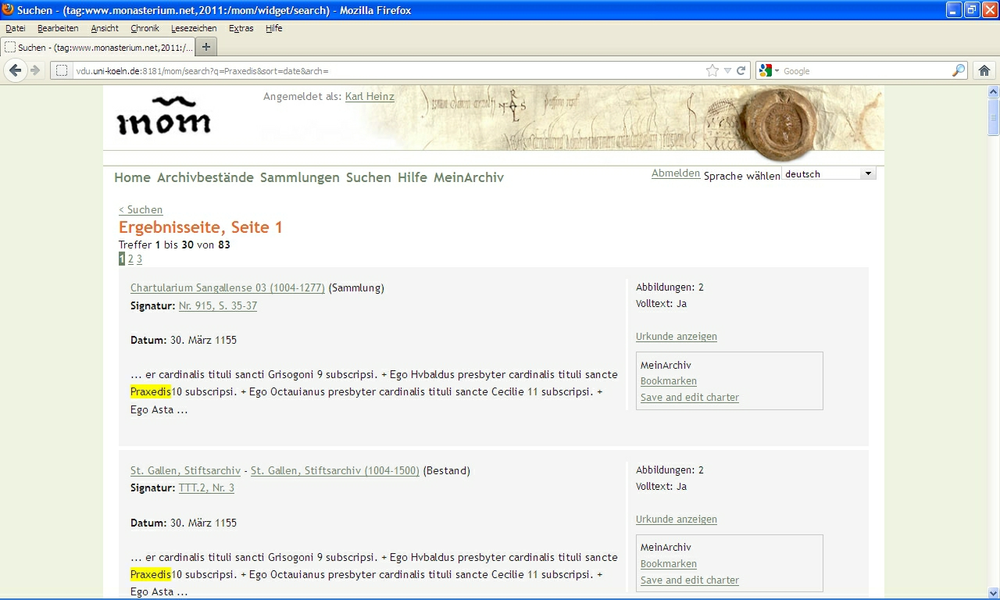 Suchen - (tag:www.monasterium.net,2011:/mom/widget/search) - Mozilla Firefox
Datei Bearbeiten Ansicht Chronik Lesezeichen Extras Hilfe
Suchen - (tag:www.monasterium.net,2011:/...
vdu.uni-koeln.de:8181/mom/search?q=Praxedis&sort=date&arch=
Google
mom
Angemeldet als: Karl Heinz
Home Archivbestände Sammlungen Suchen Hilfe MeinArchiv
Abmelden Sprache wählen deutsch
< Suchen
Ergebnisseite, Seite 1
Treffer 1 bis 30 von 83
1 2 3
Chartularium Sangallense 03 (1004-1277) (Sammlung)
Signatur: Nr. 915, S. 35-37
Datum: 30. März 1155
... er cardinalis tituli sancti Grisogoni 9 subscripsi. + Ego Hvbaldus presbyter cardinalis tituli sancte
Praxedis10 subscripsi. + Ego Octauianus presbyter cardinalis tituli sancte Cecilie 11 subscripsi. +
Ego Asta ...
Abbildungen: 2
Volltext: Ja
Urkunde anzeigen
MeinArchiv
Bookmarken
Save and edit charter
St. Gallen, Stiftsarchiv - St. Gallen, Stiftsarchiv (1004-1500) (Bestand)
Signatur: TTT.2, Nr. 3
Datum: 30. März 1155
... er cardinalis tituli sancti Grisogoni 9 subscripsi. + Ego Hvbaldus presbyter cardinalis tituli sancte
Praxedis10 subscripsi. + Ego Octauianus presbyter cardinalis tituli sancte Cecilie 11 subscripsi. +
Ego Asta ...
Abbildungen: 2
Volltext: Ja
Urkunde anzeigen
MeinArchiv
Bookmarken
Save and edit charter